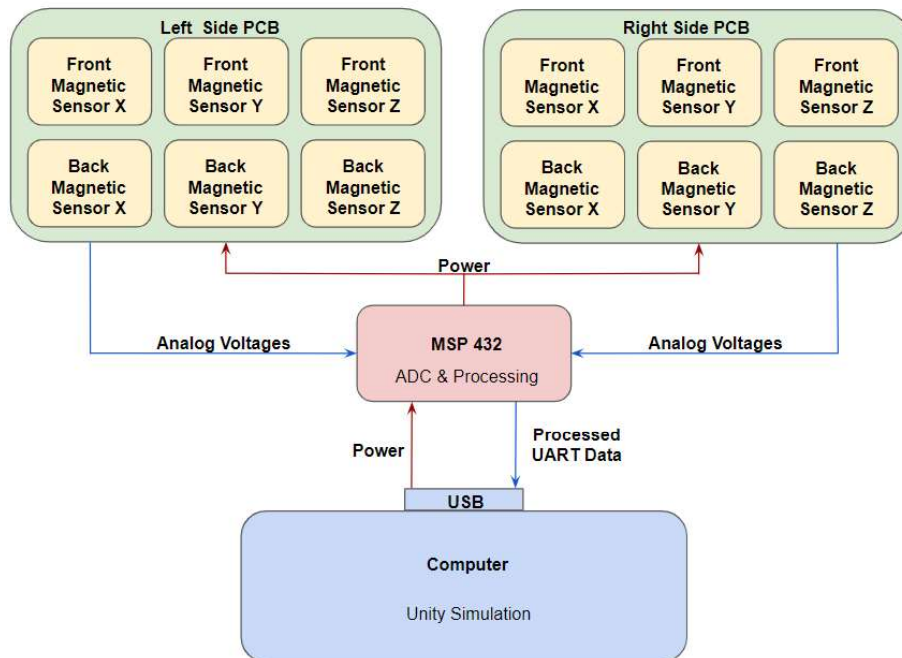 Left Side PCB
Front
Magnetic
Sensor X
Front
Magnetic
Sensor Y
Front
Magnetic
Sensor Z
Back
Magnetic
Sensor X
Back
Magnetic
Sensor Y
Back
Magnetic
Sensor Z
Right Side PCB
Front
Magnetic
Sensor X
Front
Magnetic
Sensor Y
Front
Magnetic
Sensor Z
Back
Magnetic
Sensor X
Back
Magnetic
Sensor Y
Back
Magnetic
Sensor Z
Power
Analog Voltages
MSP 432
ADC & Processing
Analog Voltages
Power
Processed
UART Data
USB
Computer
Unity Simulation